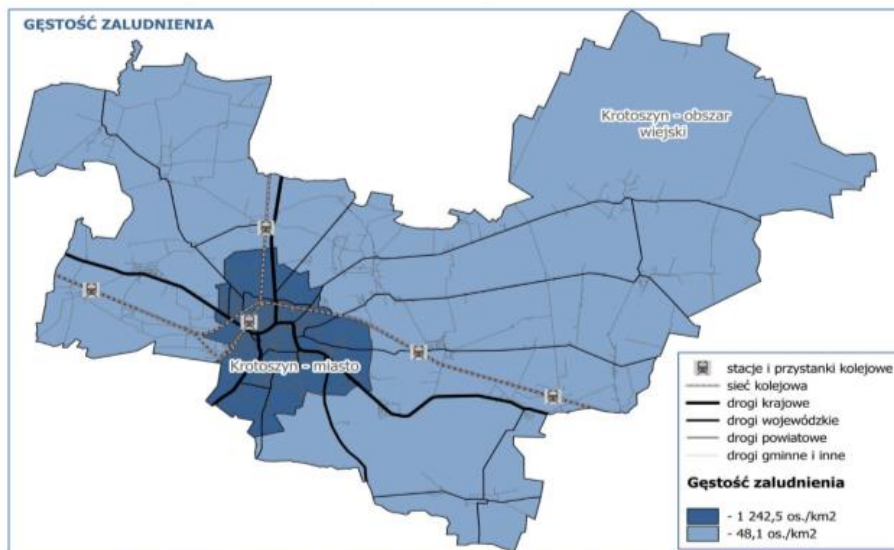 GĘSTOŚĆ ZALUDNIENIA
Krotoszyn - obszar
wiejski
Krotoszyn - miasto
stacje i przystanki kolejowe
sieć kolejowa
drogi krajowe
drogi wojewódzkie
drogi powiatowe
drogi gminne i inne
Gęstość zaludnienia
- 1 242,5 os./km2
- 48,1 os./km2